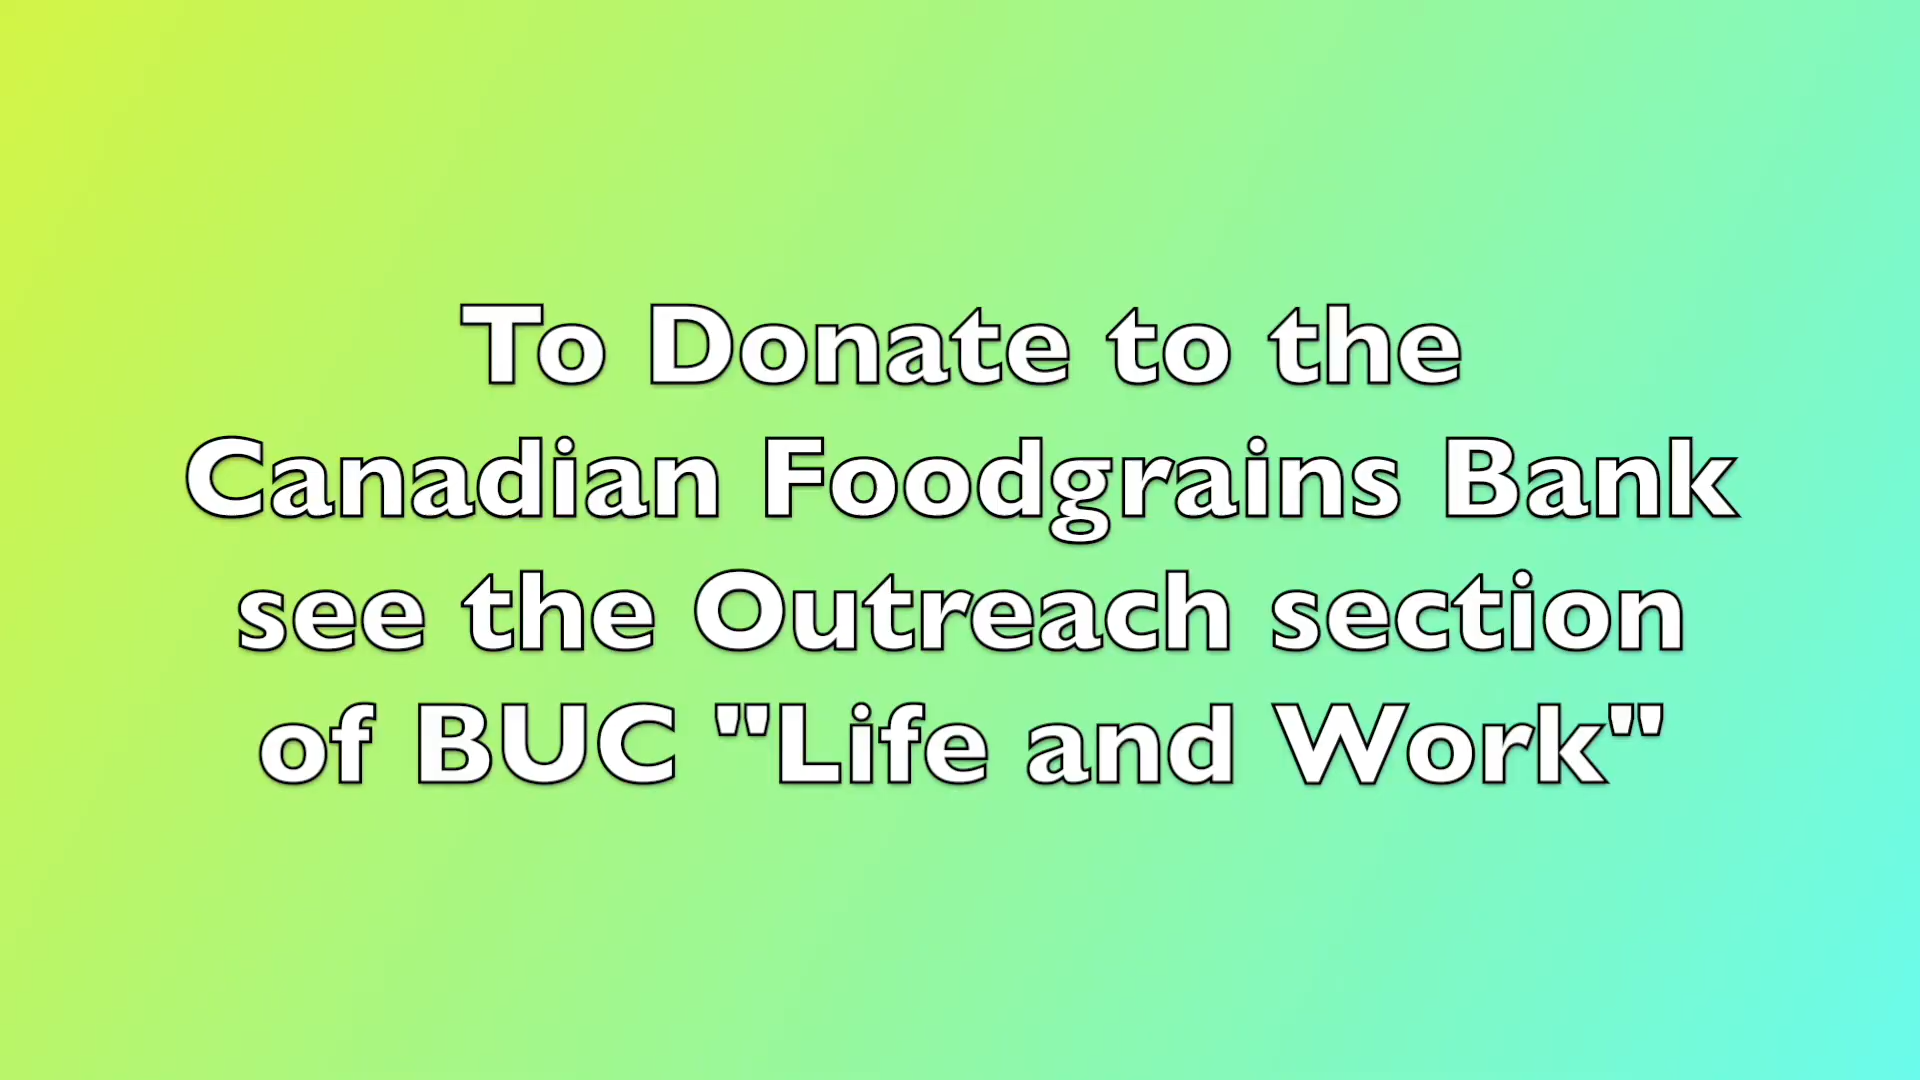 To Donate to the
Canadian Foodgrains Bank
see the Outreach section
of BUC "Life and Work"